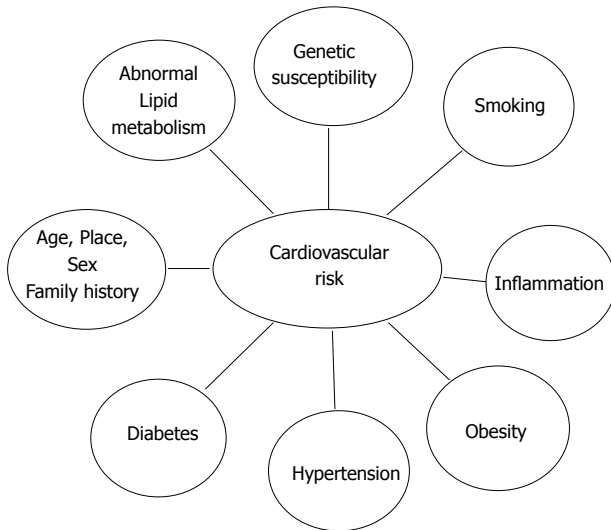 Genetic
susceptibility
Abnormal
Lipid
metabolism
Smoking
Age, Place,
Sex
Family history
Cardiovascular
risk
Inflammation
Diabetes
Hypertension
Obesity